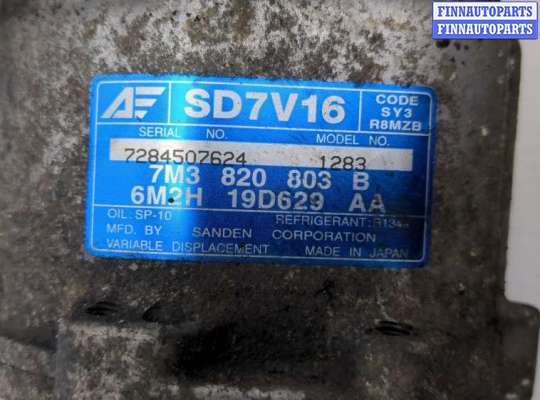 FINNAUTOPARTS
FINNAUTOPARTS
SD7V16
CODE
SY3
R8MZB
SERIAL NO. MODEL NO.
7284507624 1283
7M3 820 803 B
6M2H 19D629 AA
OIL: SP-10 REFRIGERANT: R134a
MFD. BY SANDEN CORPORATION
VARIABLE DISPLACEMENT MADE IN JAPAN